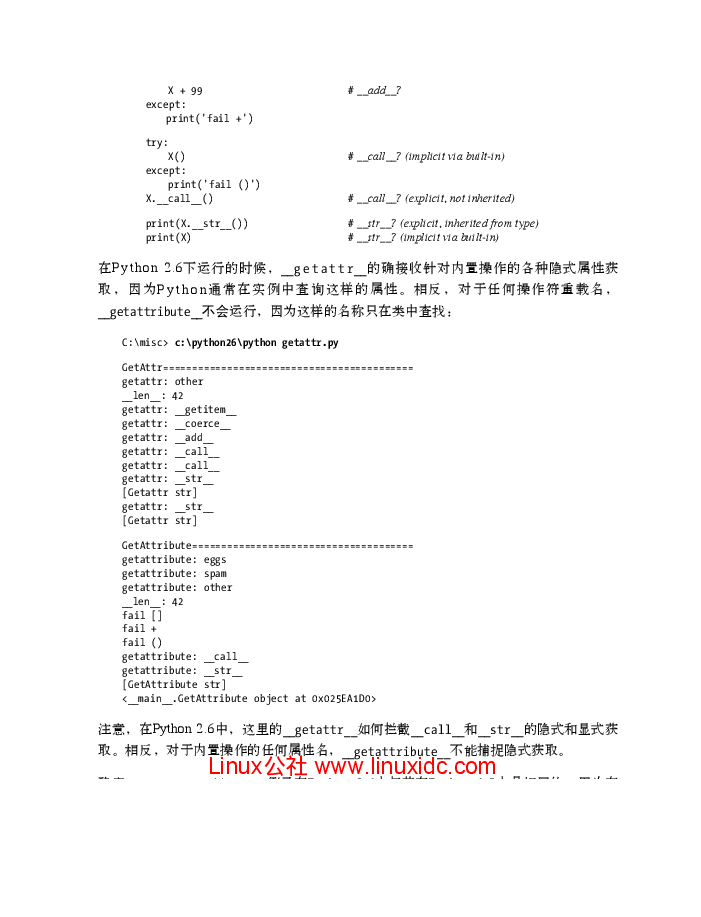 X + 99 # __add__?
except:
print('fail +')
try:
X() # __call__? (implicit via built-in)
except:
print('fail ()')
X.__call__() # __call__? (explicit, not inherited)
print(X.__str__()) # __str__? (explicit, inherited from type)
print(X) # __str__? (implicit via built-in)
在Python 2.6下运行的时候，__getattr__的确接收针对内置操作的各种隐式属性获
取，因为Python通常在实例中查询这样的属性。相反，对于任何操作符重载名，
__getattribute__不会运行，因为这样的名称只在类中查找：
C:\misc> c:\python26\python getattr.py
GetAttr===========================================
getattr: other
__len__: 42
getattr: __getitem__
getattr: __coerce__
getattr: __add__
getattr: __call__
getattr: __call__
getattr: __str__
[Getattr str]
getattr: __str__
[Getattr str]
GetAttribute======================================
getattribute: eggs
getattribute: spam
getattribute: other
__len__: 42
fail []
fail +
fail ()
getattribute: __call__
getattribute: __str__
[GetAttribute str]
<__main__.GetAttribute object at 0x025EA1D0>
注意，在Python 2.6中，这里的__getattr__如何拦截__call__和__str__的隐式和显式获
取。相反，对于内置操作的任何属性名，__getattribute__不能捕捉隐式获取。
Linux公社 www.linuxidc.com